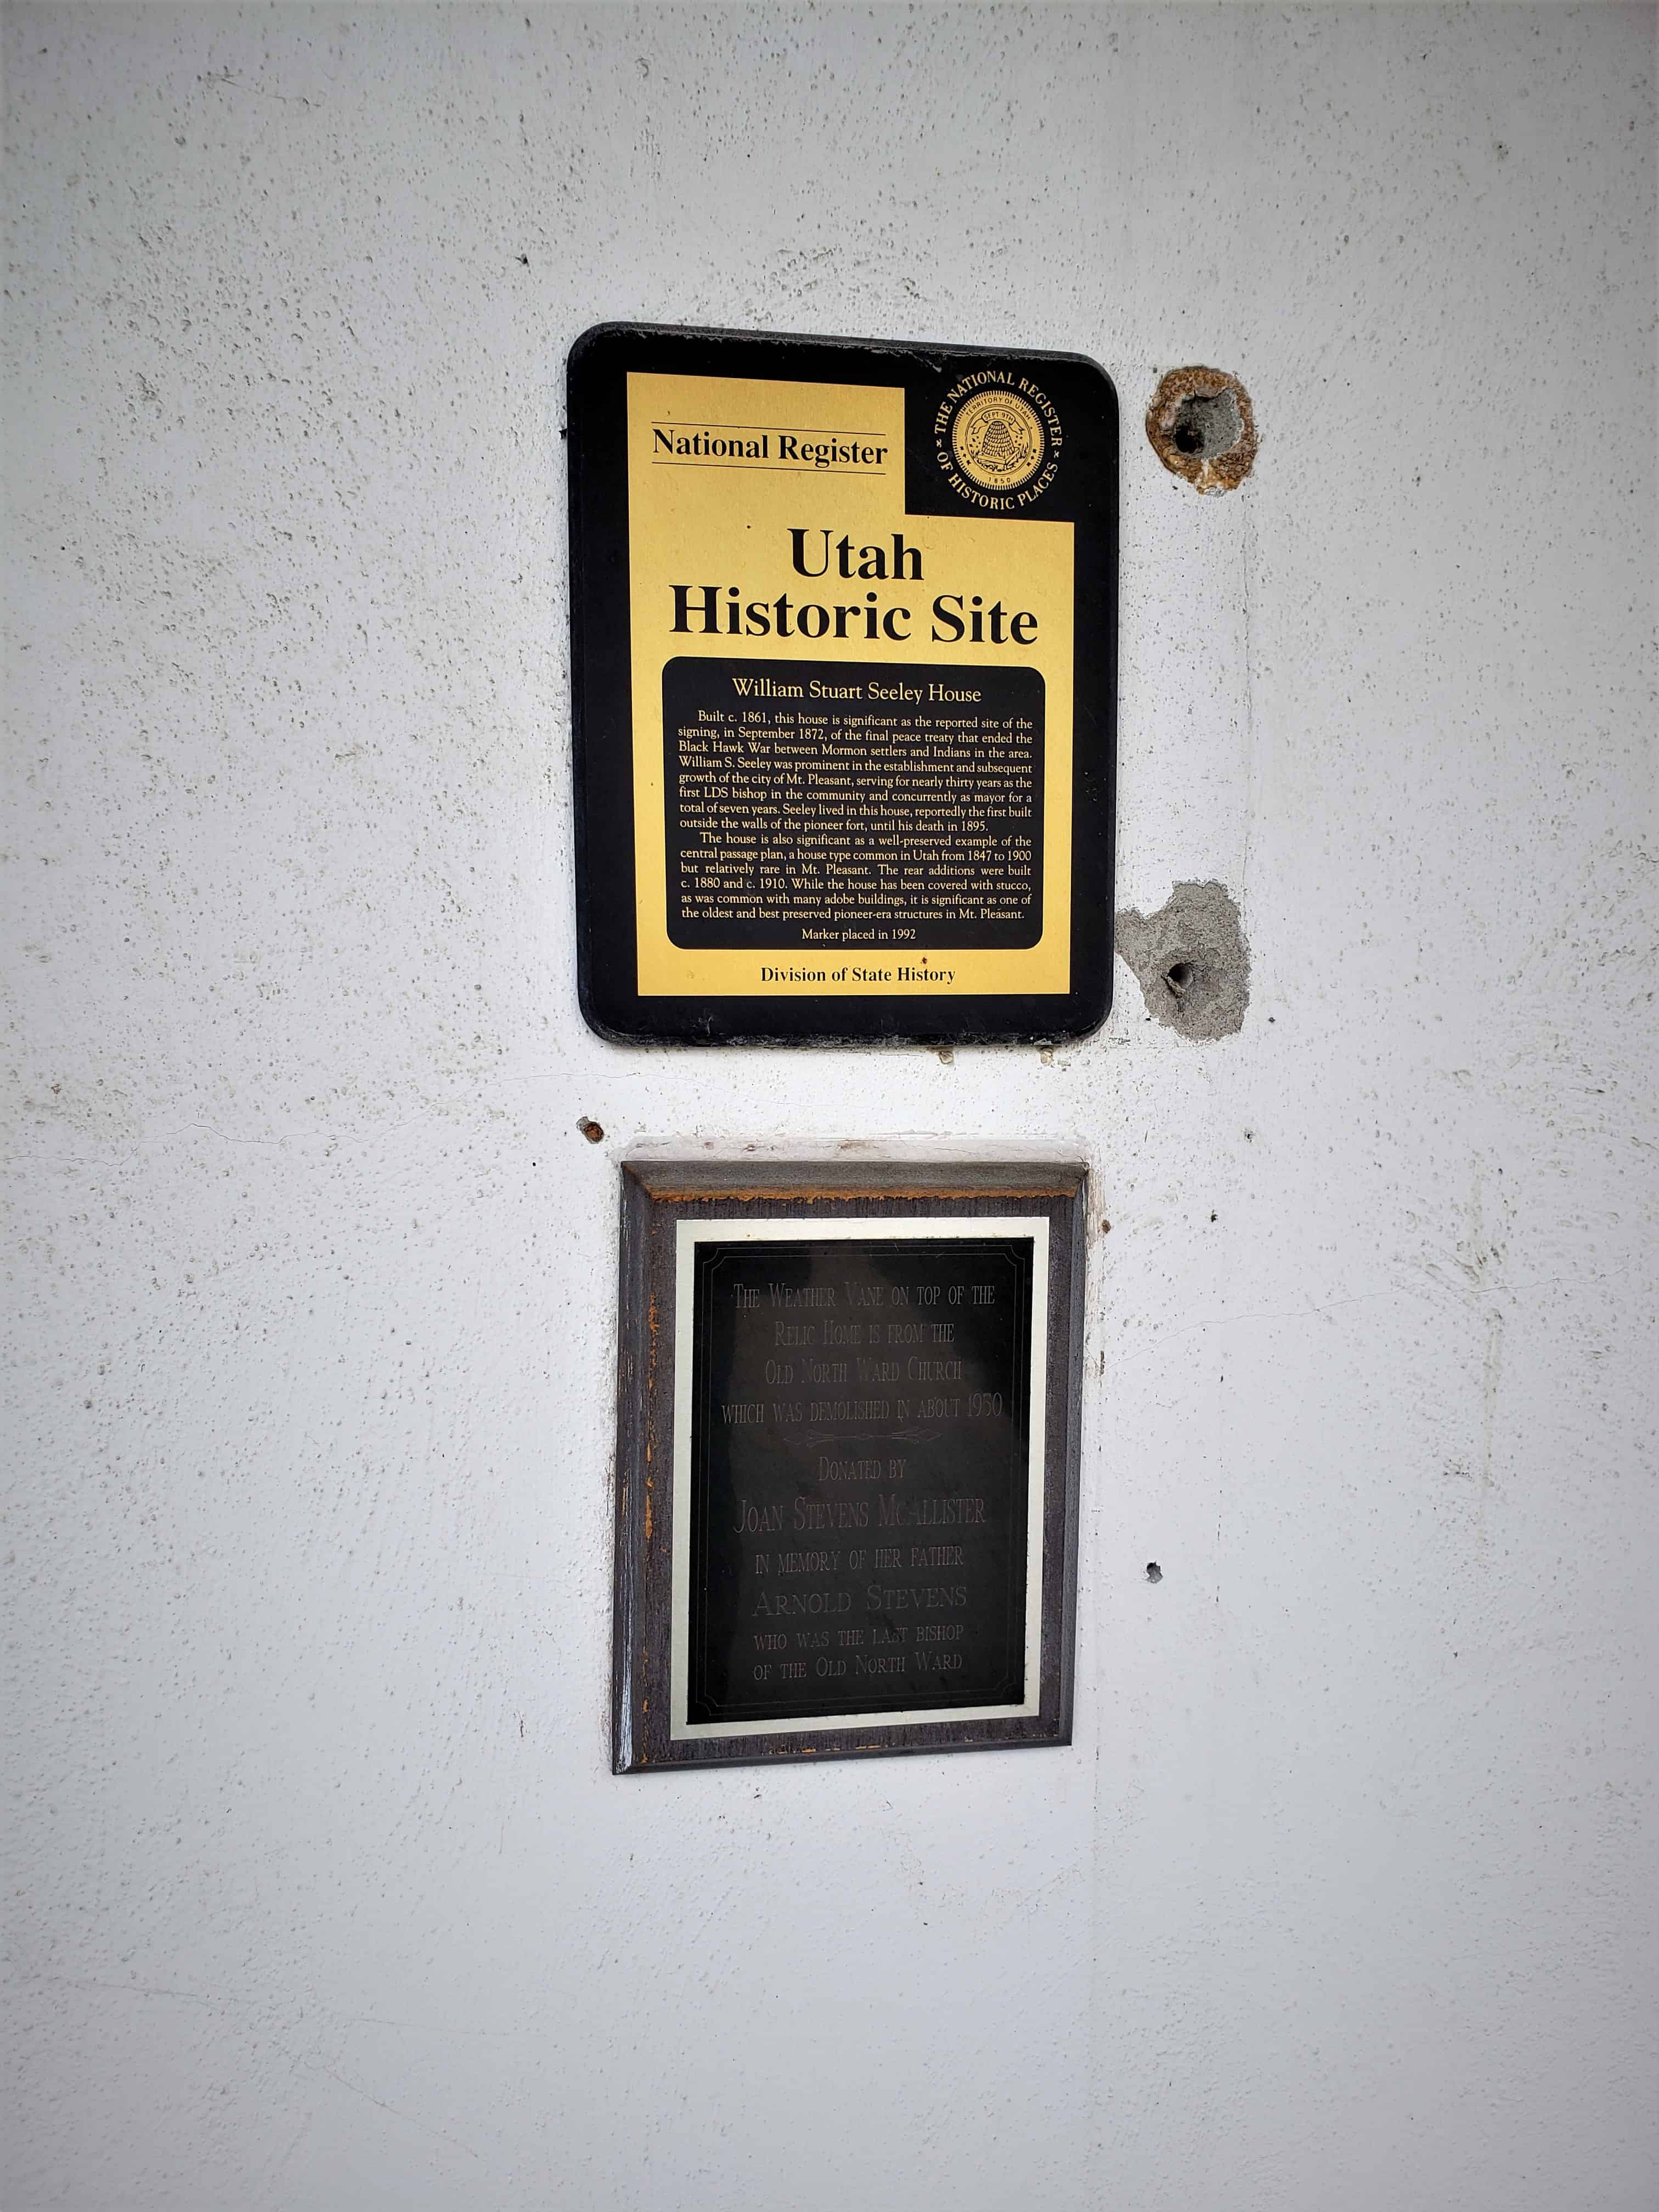 National Register
THE NATIONAL REGISTER
OF HISTORIC PLACES
TERRITORY OF UTAH
SEPT 9TH
1850
Utah
Historic Site
William Stuart Seeley House
Built c. 1861, this house is significant as the reported site of the
signing, in September 1872, of the final peace treaty that ended the
Black Hawk War between Mormon settlers and Indians in the area.
William S. Seeley was prominent in the establishment and subsequent
growth of the city of Mt. Pleasant, serving for nearly thirty years as the
first LDS bishop in the community and concurrently as mayor for a
total of seven years. Seeley lived in this house, reportedly the first built
outside the walls of the pioneer fort, until his death in 1895.
The house is also significant as a well-preserved example of the
central passage plan, a house type common in Utah from 1847 to 1900
but relatively rare in Mt. Pleasant. The rear additions were built
c. 1880 and c. 1910. While the house has been covered with stucco,
as was common with many adobe buildings, it is significant as one of
the oldest and best preserved pioneer-era structures in Mt. Pleasant.
Marker placed in 1992
Division of State History
THE WEATHER VANE ON TOP OF THE
RELIC HOME IS FROM THE
OLD NORTH WARD CHURCH
WHICH WAS DEMOLISHED IN ABOUT 1950
DONATED BY
JOAN STEVENS MCALLISTER
IN MEMORY OF HER FATHER
ARNOLD STEVENS
WHO WAS THE LAST BISHOP
OF THE OLD NORTH WARD